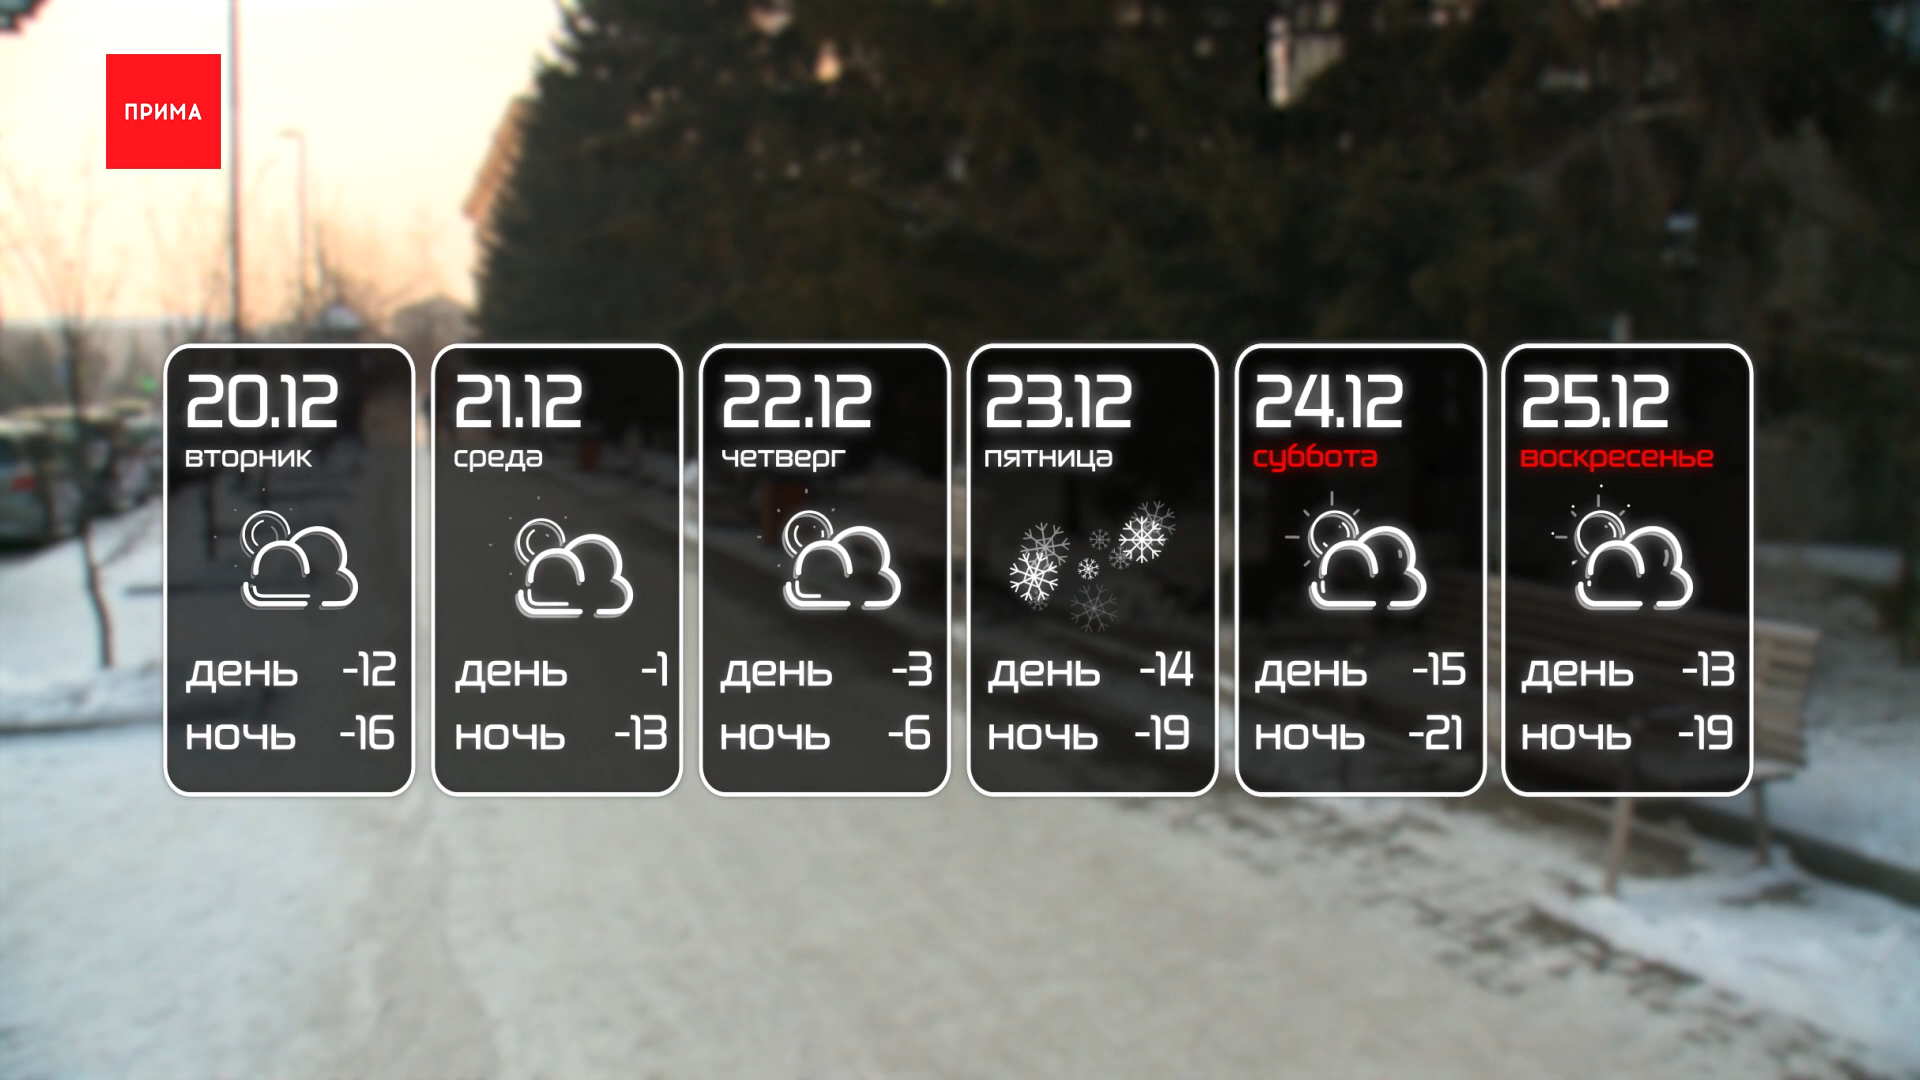 ПРИМА
20.12
вторник
день -12
ночь -16
21.12
среда
день -1
ночь -13
22.12
четверг
день -3
ночь -6
23.12
пятница
день -14
ночь -19
24.12
суббота
день -15
ночь -21
25.12
воскресенье
день -13
ночь -19